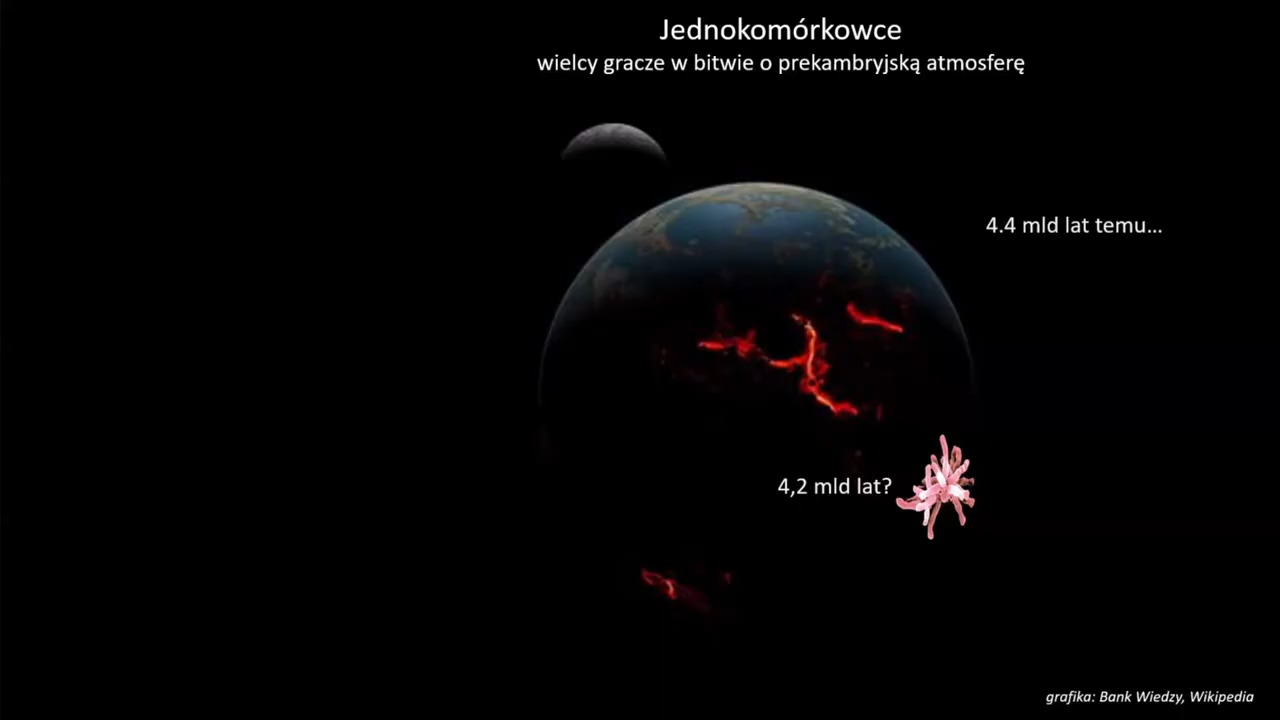 Jednokomórkowce
wielcy gracze w bitwie o prekambryjską atmosferę
4.4 mld lat temu...
4,2 mld lat?
grafika: Bank Wiedzy, Wikipedia